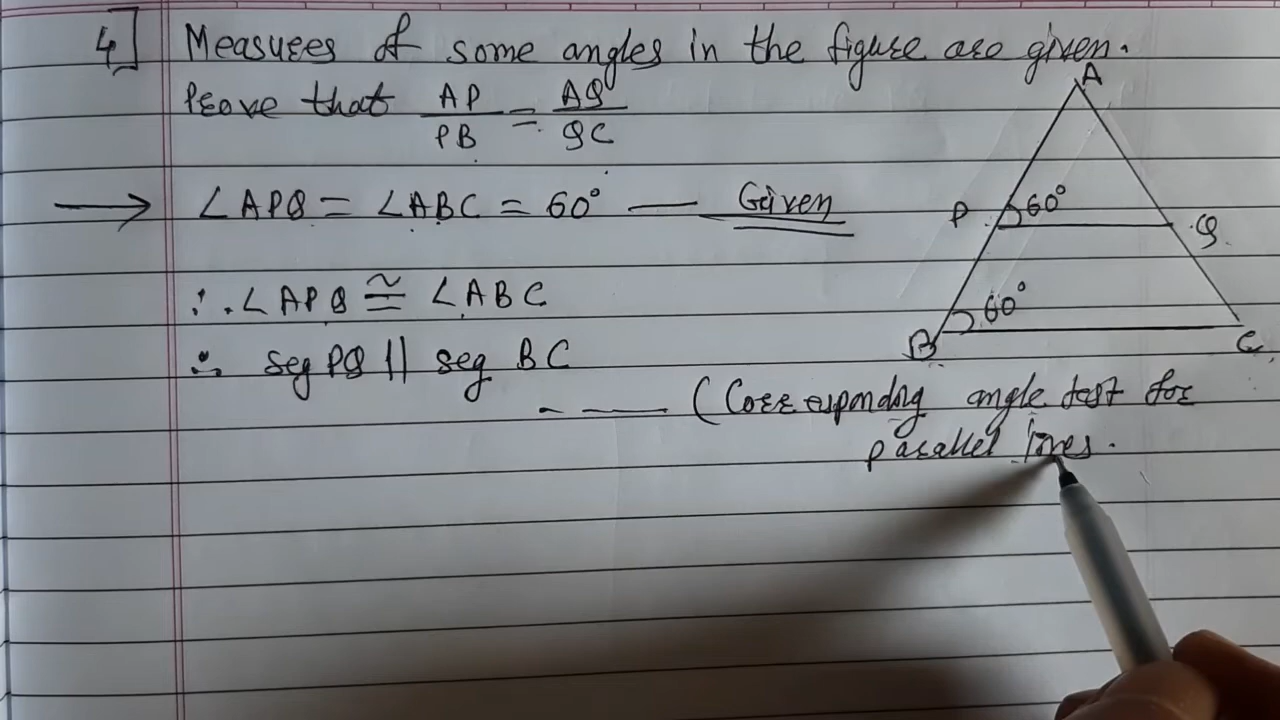 4] Measures of some angles in the figure are given.
Prove that AP/PB = AQ/QC
→ ∠APQ = ∠ABC = 60° — Given
∴ ∠APQ ≅ ∠ABC
∴ seg PQ || seg BC
- — (Corresponding angle test for
parallel lines.
A
P 60° Q
60°
B C